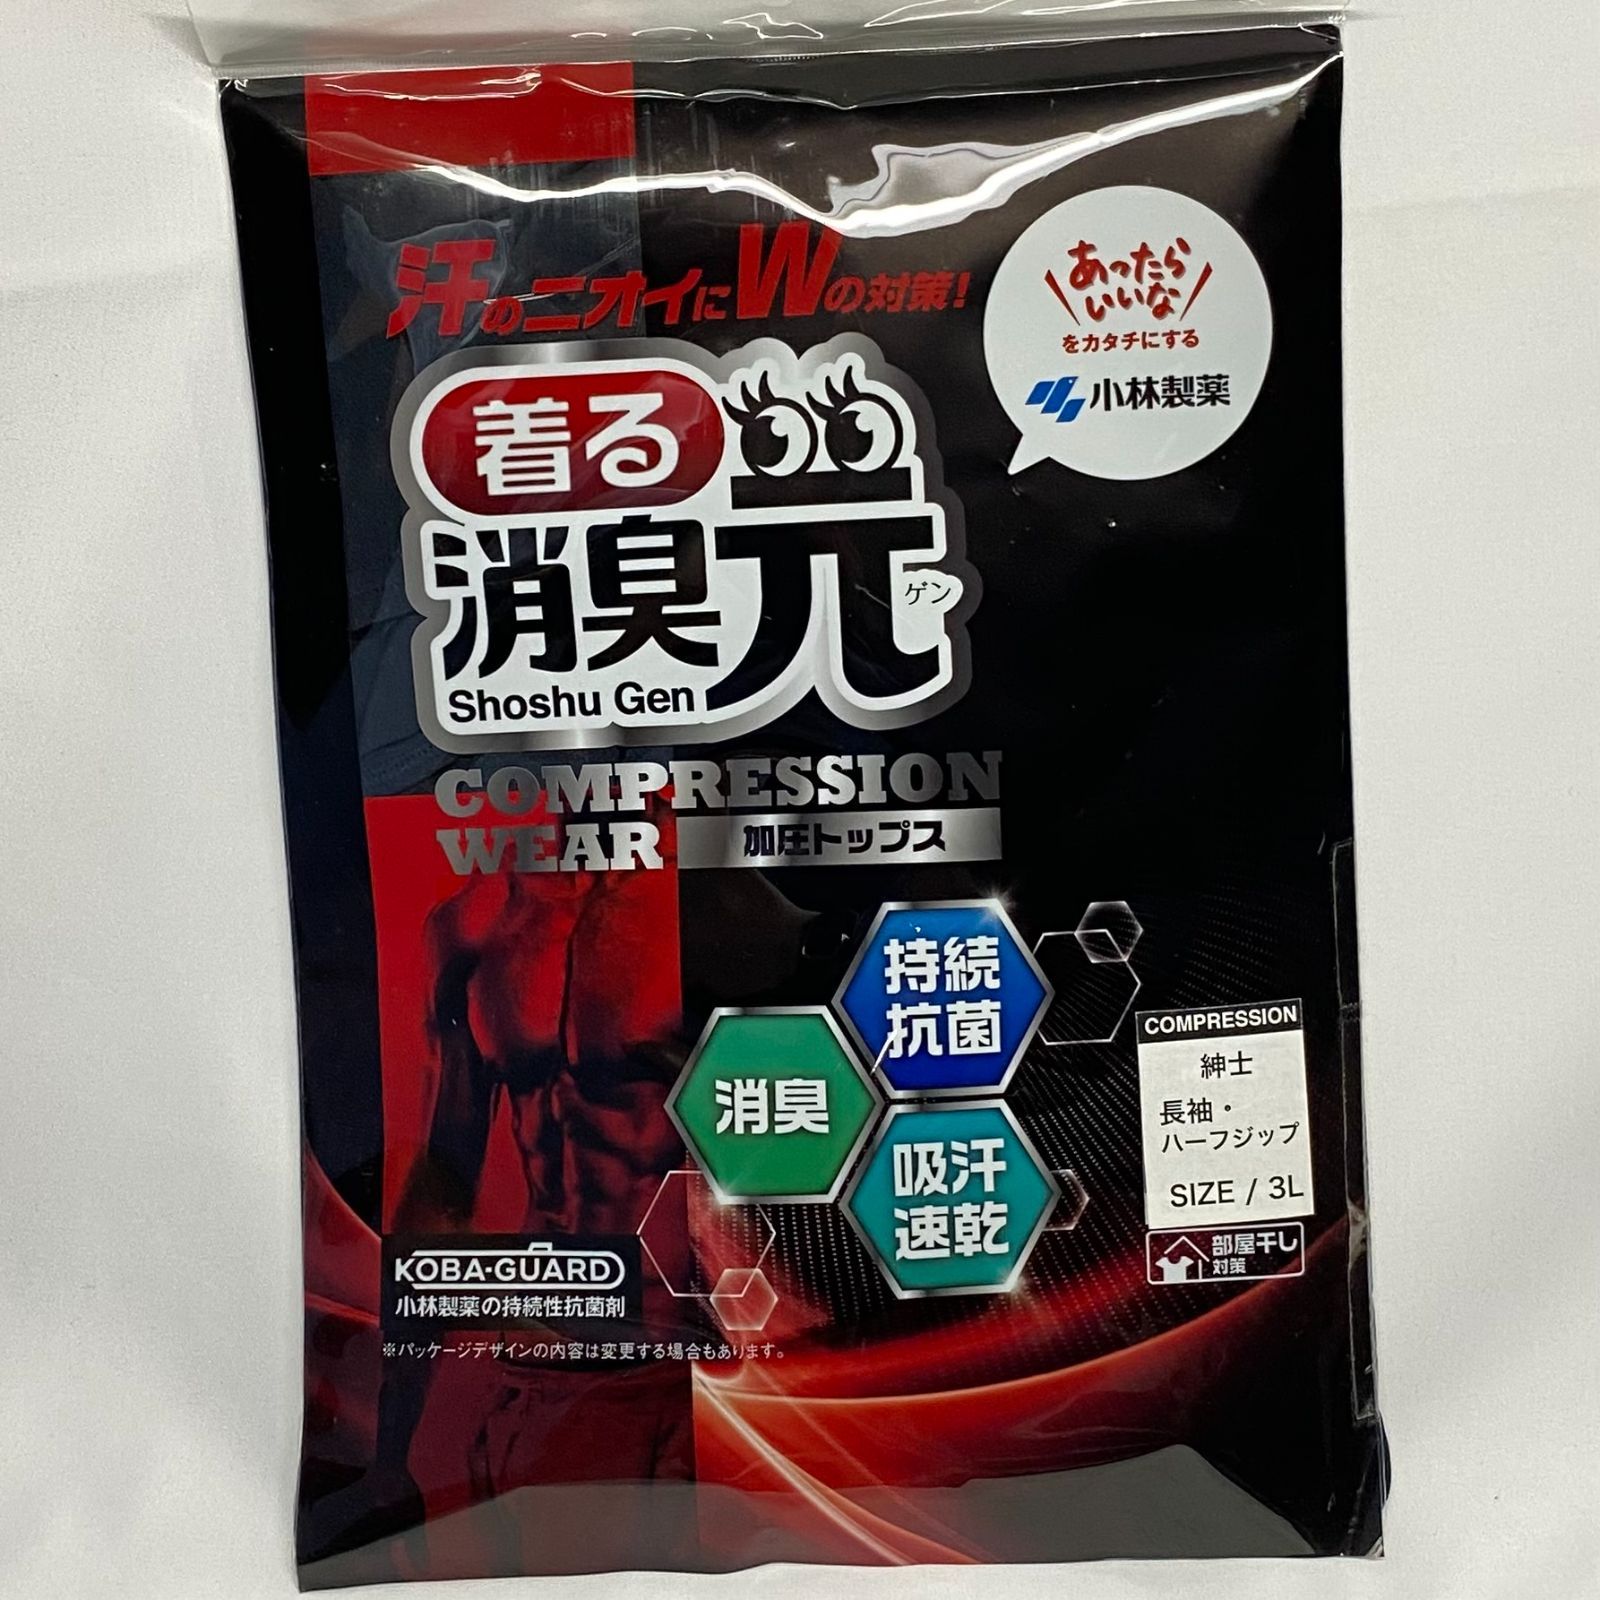 汗のニオイにWの対策!
あったら
いいな
をカタチにする
小林製薬
着る
消臭元
ゲン
Shoshu Gen
COMPRESSION
WEAR 加圧トップス
持続
抗菌
消臭
吸汗
速乾
COMPRESSION
紳士
長袖・
ハーフジップ
SIZE / 3L
部屋干し
対策
KOBA-GUARD
小林製薬の持続性抗菌剤
※パッケージデザインの内容は変更する場合もあります。